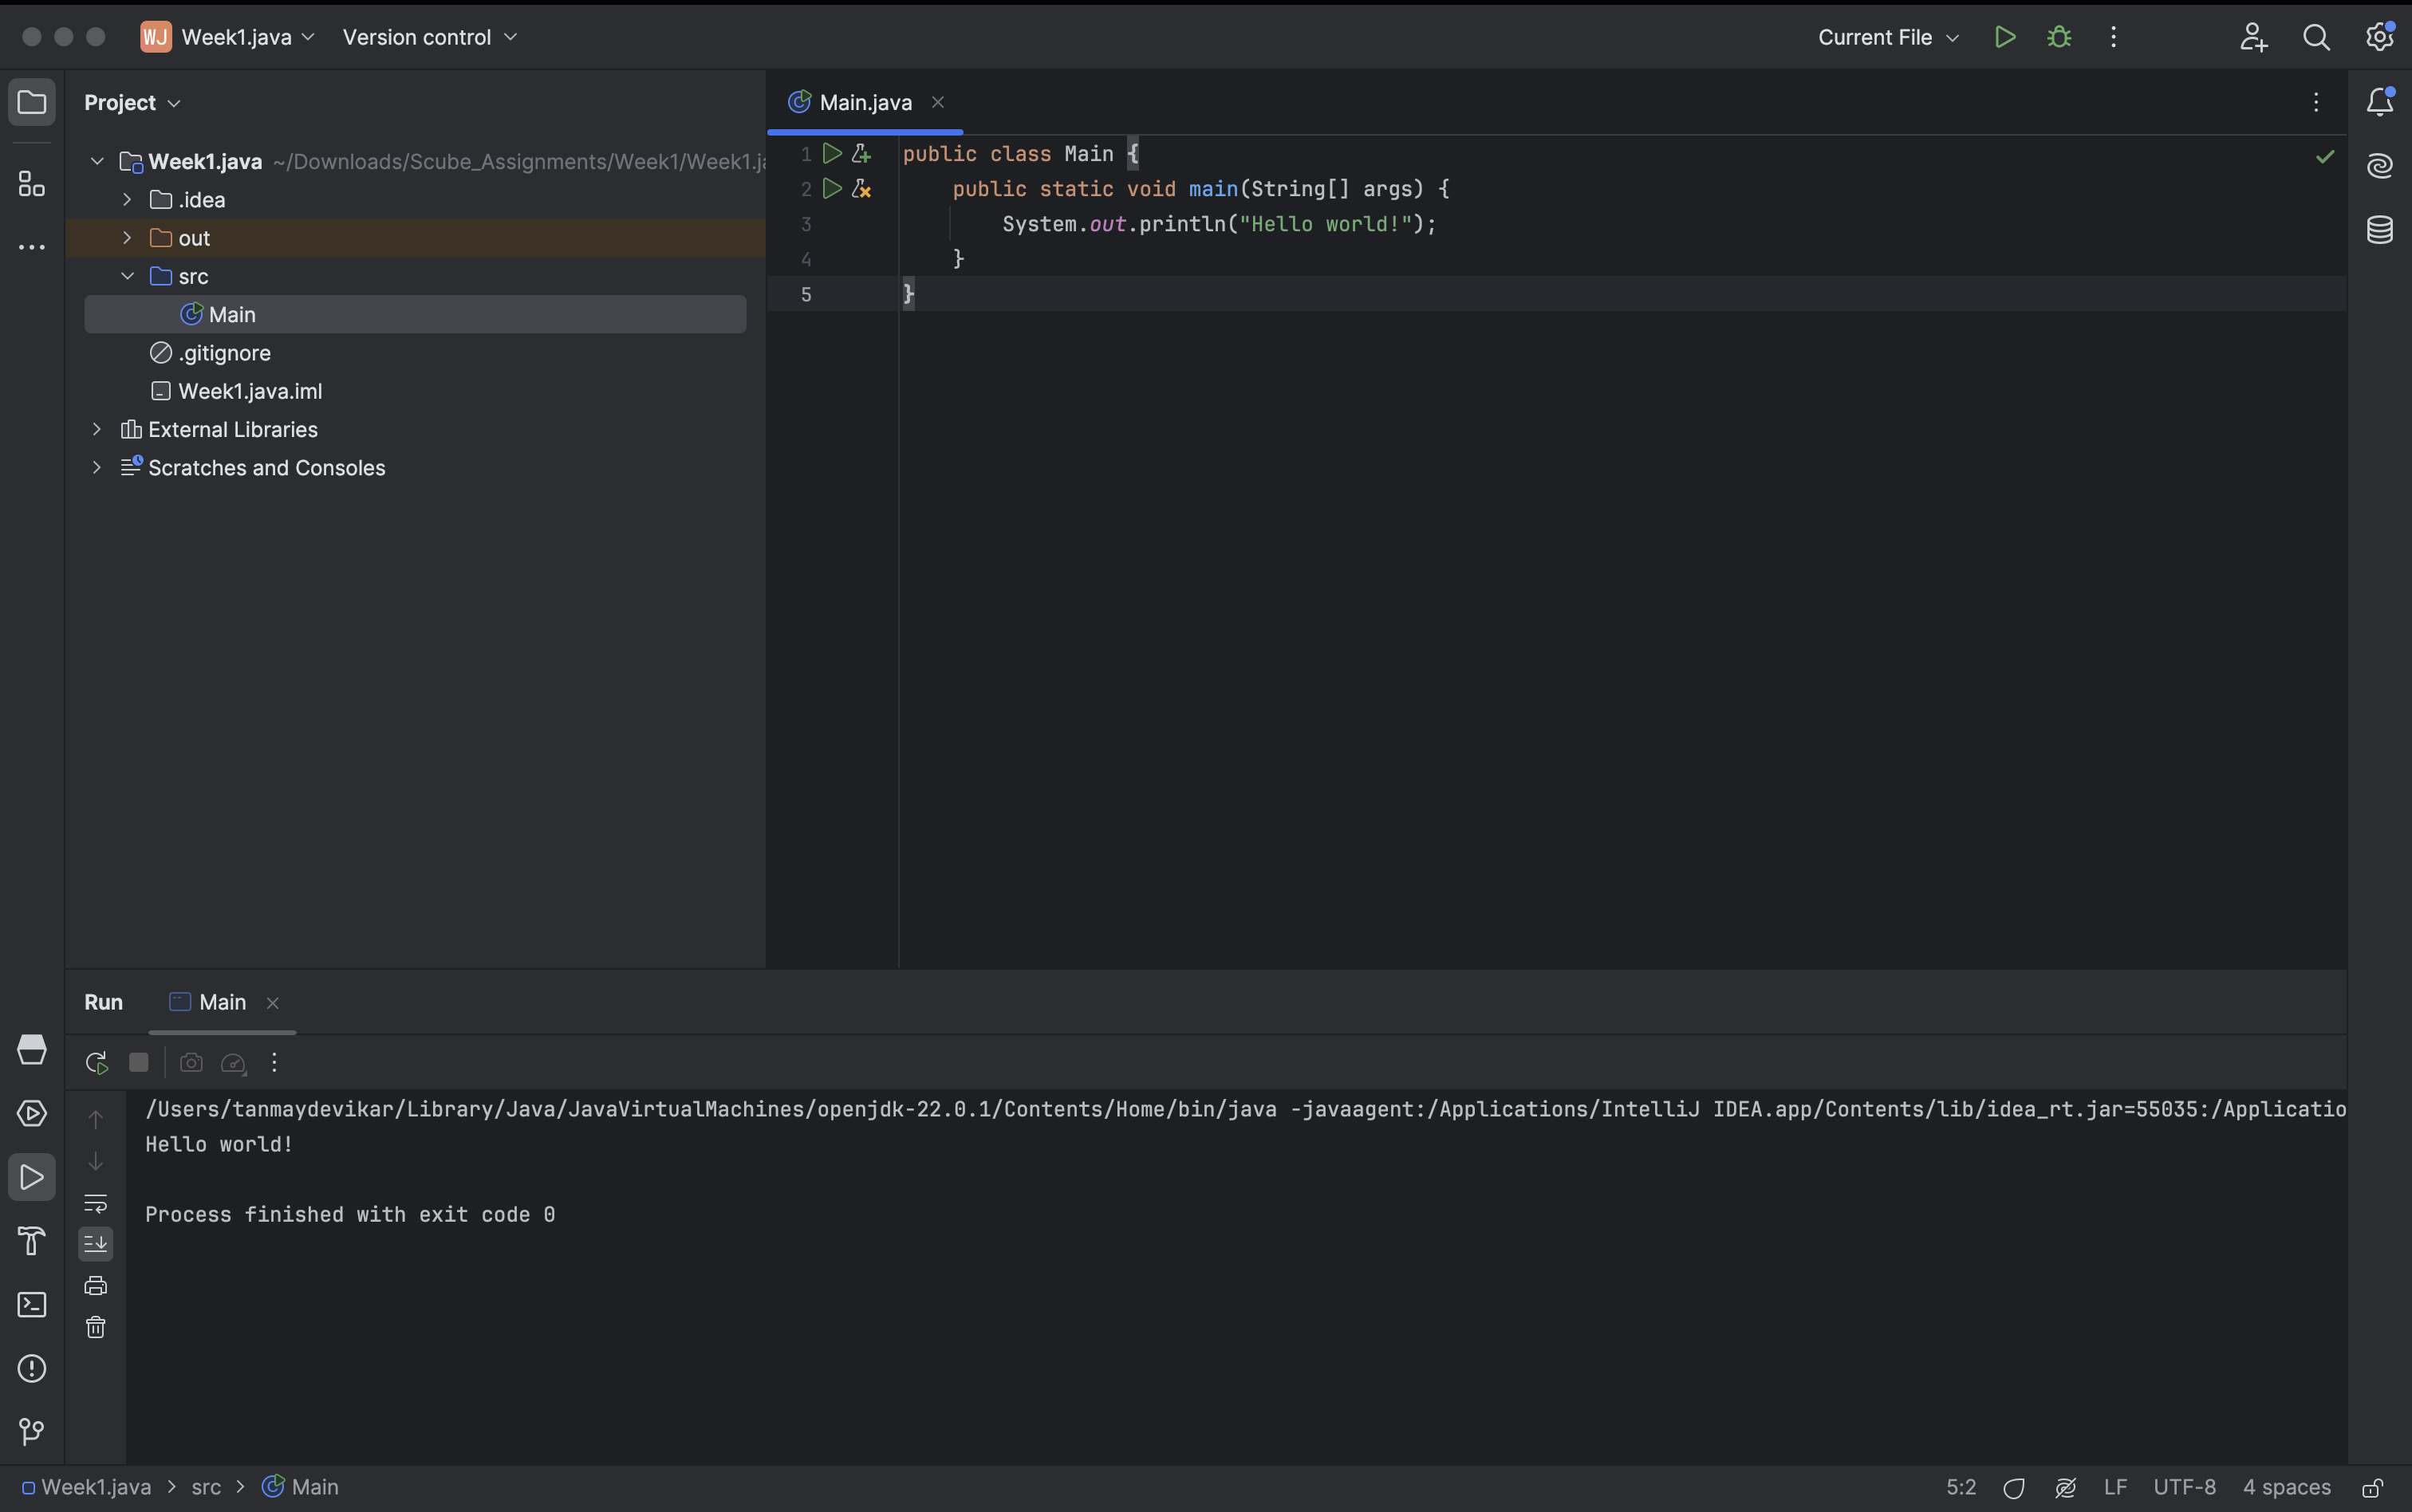 WJ Week1.java Version control Current File
Project
Main.java
Week1.java ~/Downloads/Scube_Assignments/Week1/Week1.
.idea
out
src
Main
.gitignore
Week1.java.iml
External Libraries
Scratches and Consoles
1 public class Main {
2 public static void main(String[] args) {
3 System.out.println("Hello world!");
4 }
5 }
Run Main
/Users/tanmaydevikar/Library/Java/JavaVirtualMachines/openjdk-22.0.1/Contents/Home/bin/java -javaagent:/Applications/IntelliJ IDEA.app/Contents/lib/idea_rt.jar=55035:/Applicatio
Hello world!
Process finished with exit code 0
Week1.java > src > Main 5:2 LF UTF-8 4 spaces